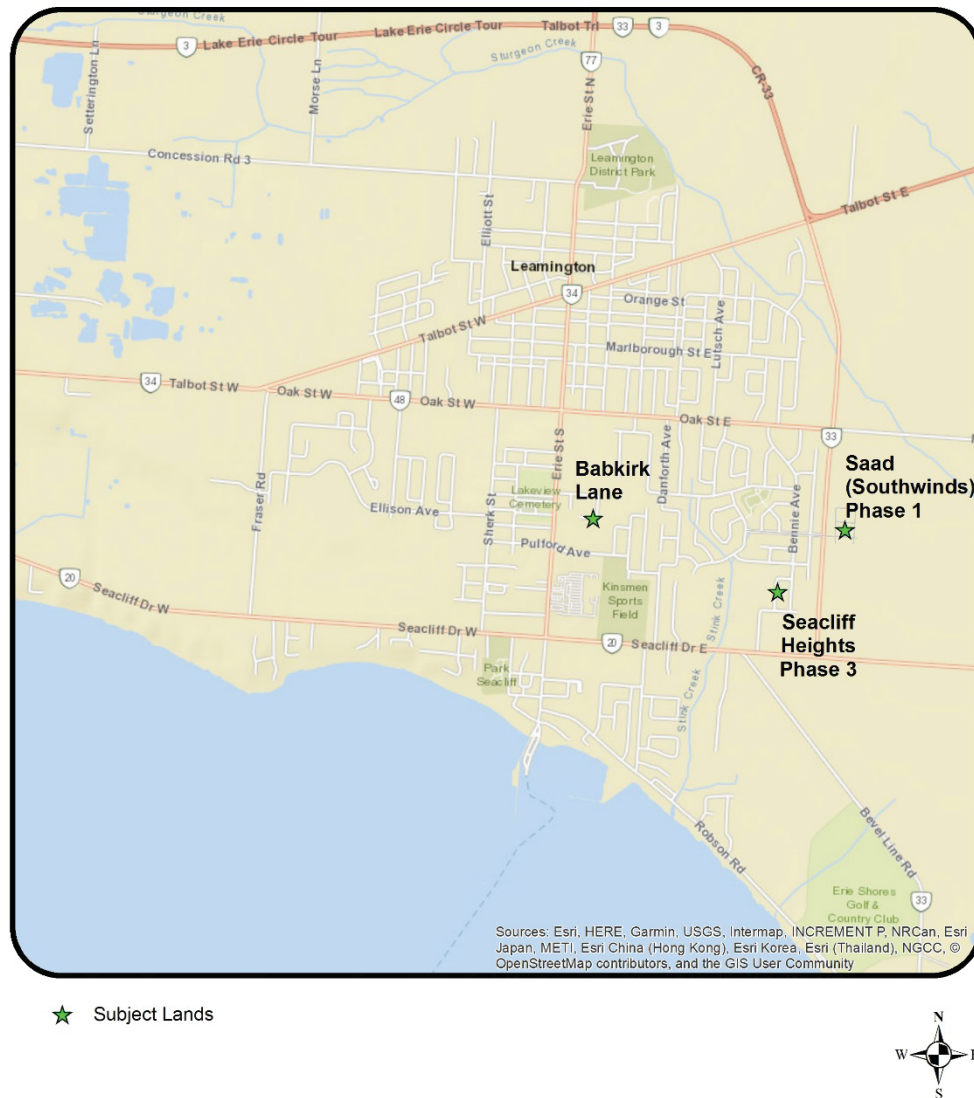 Sturgeon Creek
Lake Erie Circle Tour
Lake Erie Circle Tour
Talbot Trl
33
3
3
Setterington Ln
Morse Ln
Sturgeon Creek
77
Erie St N
CR-33
Concession Rd 3
Leamington
District Park
Talbot St E
Elliott St
Leamington
34
Orange St
Lutsch Ave
Talbot St W
Marlborough St E
34
Talbot St W
Oak St W
48
Oak St W
Oak St E
33
Erie St S
Danforth Ave
Babkirk
Lane
Saad
(Southwinds)
Phase 1
Fraser Rd
Lakeview
Cemetery
Ellison Ave
Sherk St
Bennie Ave
Pulford Ave
20
Seacliff Dr W
Kinsmen
Sports
Field
Stink Creek
Seacliff
Heights
Phase 3
Seacliff Dr W
20
Seacliff Dr E
Park
Seacliff
Stink Creek
Robson Rd
Bevel Line Rd
33
Erie Shores
Golf &
Country Club
Sources: Esri, HERE, Garmin, USGS, Intermap, INCREMENT P, NRCan, Esri
Japan, METI, Esri China (Hong Kong), Esri Korea, Esri (Thailand), NGCC, ©
OpenStreetMap contributors, and the GIS User Community
Subject Lands
N
W
S